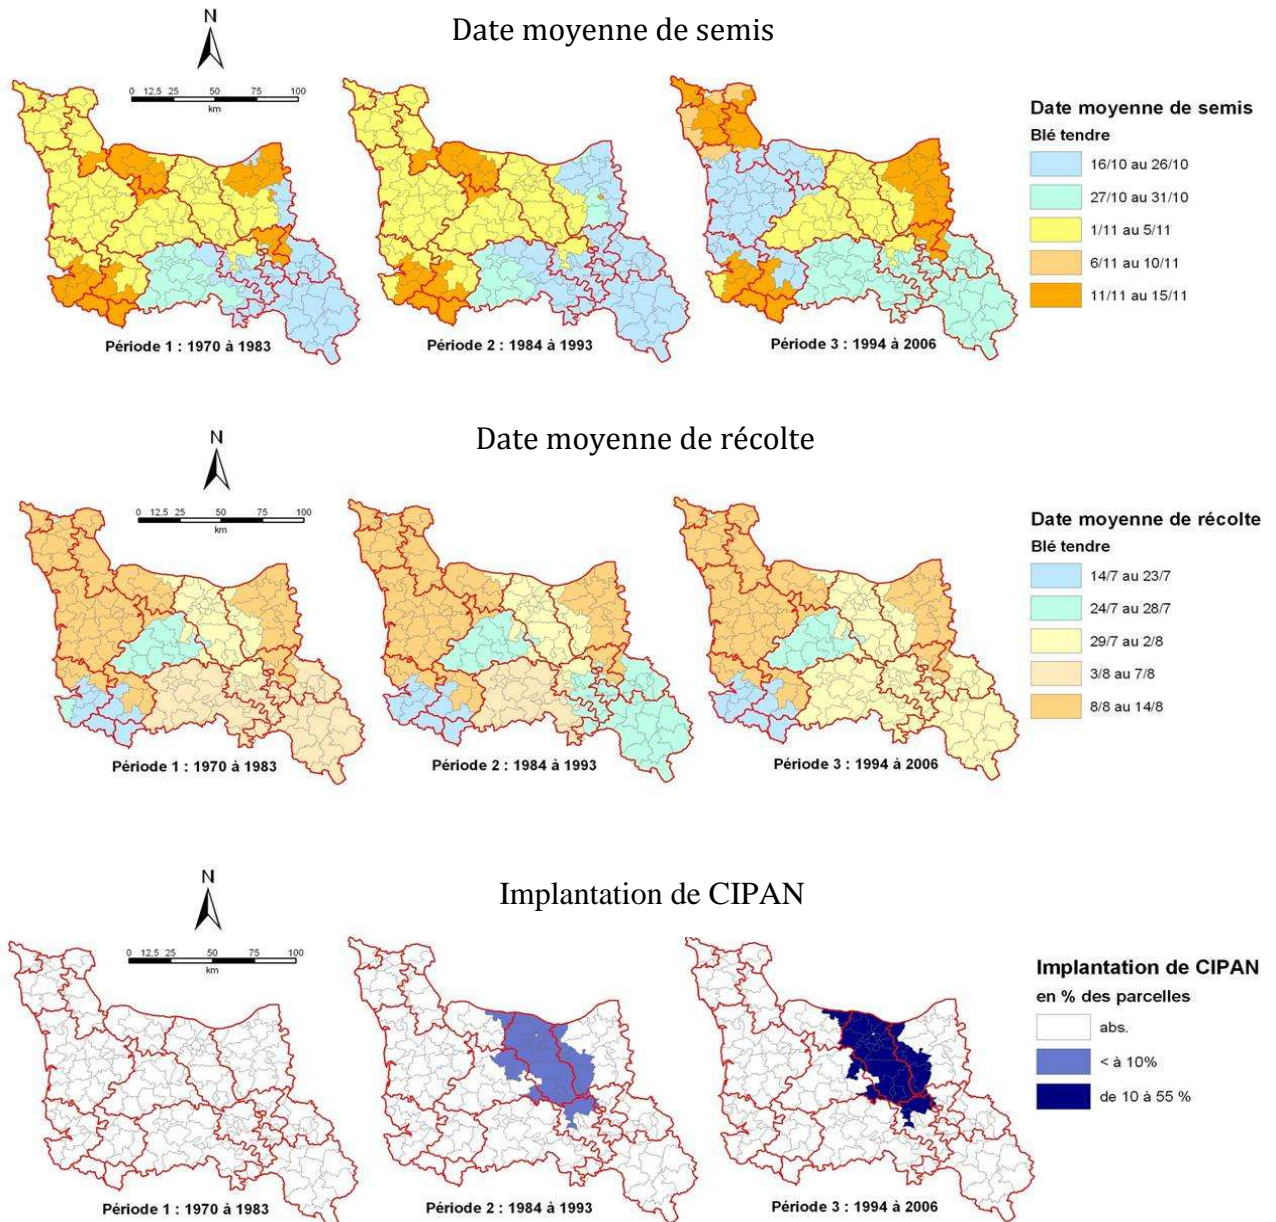 Date moyenne de semis
N
0 12,5 25 50 75 100
km
Période 1 : 1970 à 1983
Période 2 : 1984 à 1993
Période 3 : 1994 à 2006
Date moyenne de semis
Blé tendre
16/10 au 26/10
27/10 au 31/10
1/11 au 5/11
6/11 au 10/11
11/11 au 15/11
Date moyenne de récolte
N
0 12,5 25 50 75 100
km
Période 1 : 1970 à 1983
Période 2 : 1984 à 1993
Période 3 : 1994 à 2006
Date moyenne de récolte
Blé tendre
14/7 au 23/7
24/7 au 28/7
29/7 au 2/8
3/8 au 7/8
8/8 au 14/8
Implantation de CIPAN
N
0 12,5 25 50 75 100
km
Période 1 : 1970 à 1983
Période 2 : 1984 à 1993
Période 3 : 1994 à 2006
Implantation de CIPAN
en % des parcelles
abs.
< à 10%
de 10 à 55 %